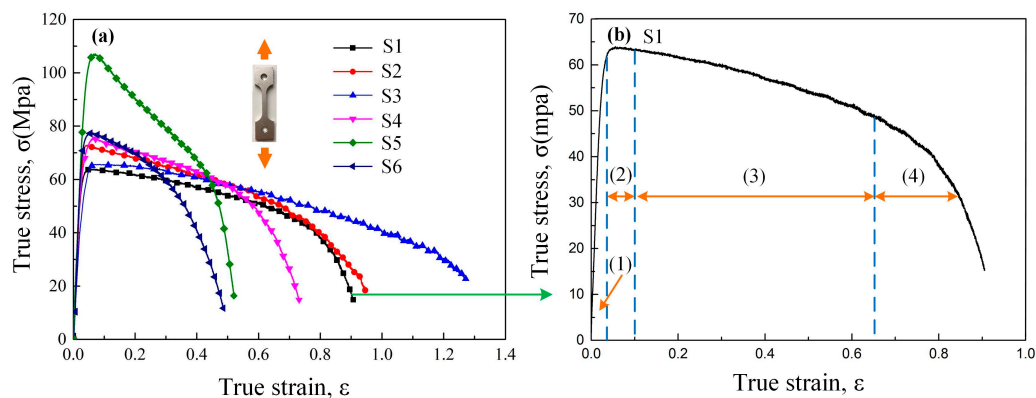 (a)
S1
S2
S3
S4
S5
S6
120
100
80
60
40
20
0
0.0 0.2 0.4 0.6 0.8 1.0 1.2 1.4
True stress, σ(Mpa)
True strain, ε
(b)
S1
(1)
(2)
(3)
(4)
70
60
50
40
30
20
10
0
0.0 0.2 0.4 0.6 0.8 1.0
True stress, σ(mpa)
True strain, ε